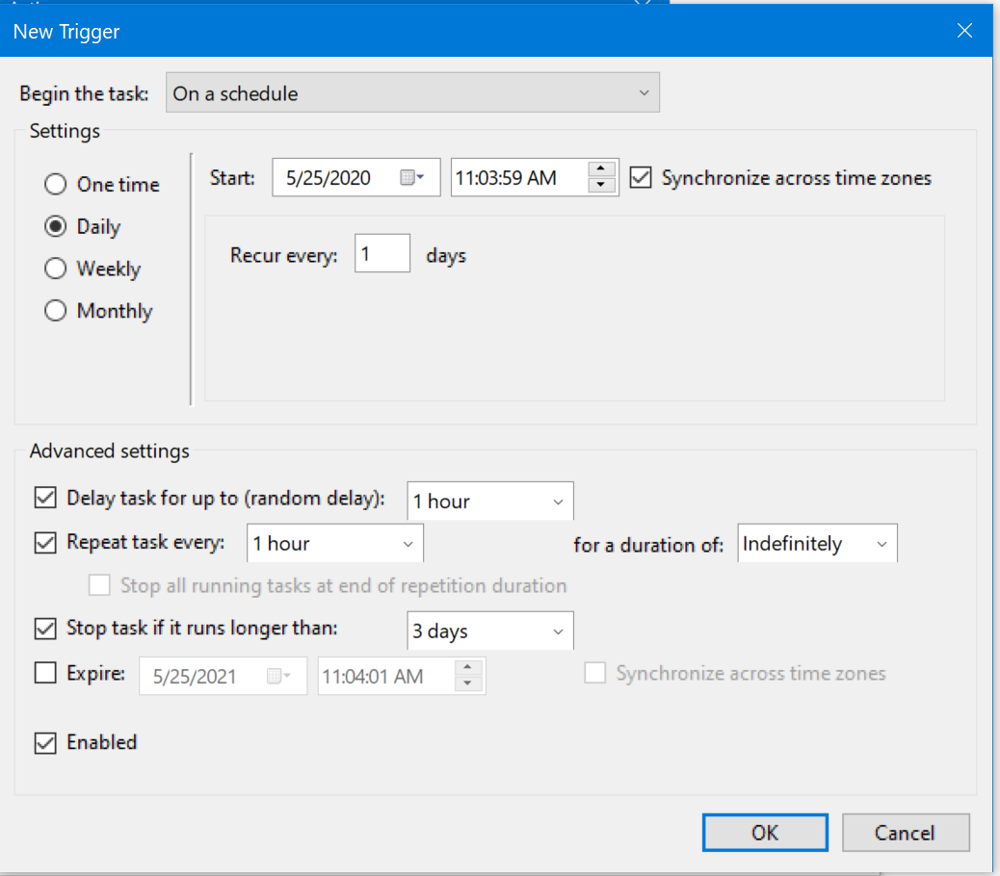 New Trigger
Begin the task: On a schedule
Settings
One time
Start: 5/25/2020 11:03:59 AM Synchronize across time zones
Daily
Recur every: 1 days
Weekly
Monthly
Advanced settings
Delay task for up to (random delay): 1 hour
Repeat task every: 1 hour for a duration of: Indefinitely
Stop all running tasks at end of repetition duration
Stop task if it runs longer than: 3 days
Expire: 5/25/2021 11:04:01 AM Synchronize across time zones
Enabled
OK Cancel